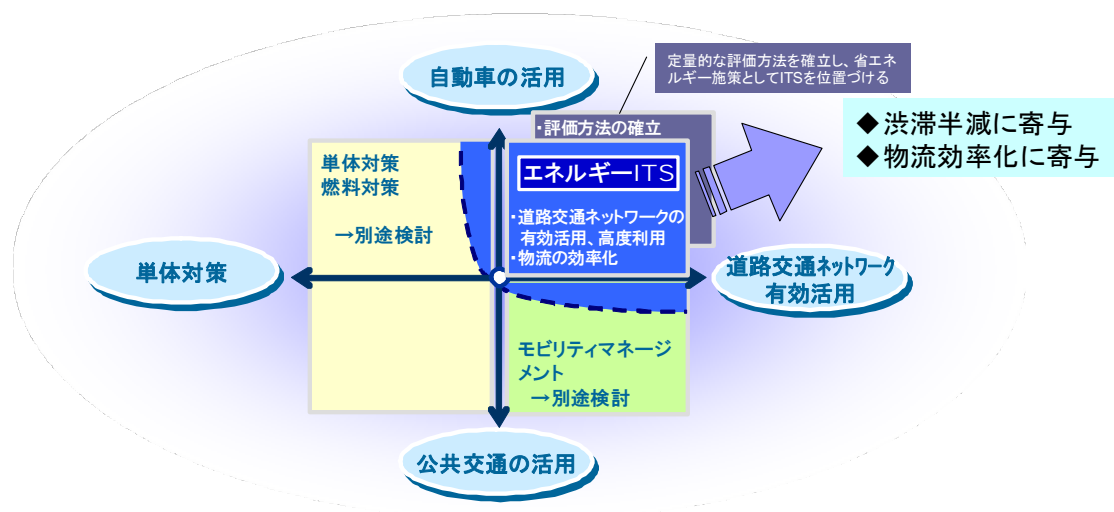 自動車の活用
定量的な評価方法を確立し、省エネ
ルギー施策としてITSを位置づける
◆渋滞半減に寄与
◆物流効率化に寄与
・評価方法の確立
単体対策
燃料対策
→別途検討
エネルギーITS
・道路交通ネットワークの
有効活用、高度利用
・物流の効率化
単体対策
道路交通ネットワーク
有効活用
モビリティマネージ
メント
→別途検討
公共交通の活用